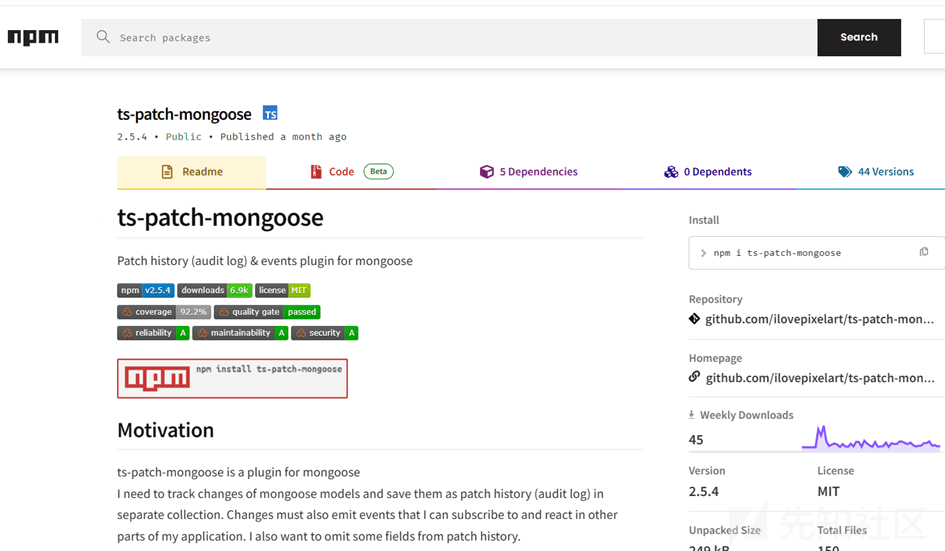 npm
Search packages
Search
ts-patch-mongoose TS
2.5.4 • Public • Published a month ago
Readme
Code Beta
5 Dependencies
0 Dependents
44 Versions
ts-patch-mongoose
Patch history (audit log) & events plugin for mongoose
npm v2.5.4 downloads 6.9k license MIT
coverage 92.2% quality gate passed
reliability A maintainability A security A
npm npm install ts-patch-mongoose
Motivation
ts-patch-mongoose is a plugin for mongoose
I need to track changes of mongoose models and save them as patch history (audit log) in
separate collection. Changes must also emit events that I can subscribe to and react in other
parts of my application. I also want to omit some fields from patch history.
Install
> npm i ts-patch-mongoose
Repository
github.com/ilovepixelart/ts-patch-mon...
Homepage
github.com/ilovepixelart/ts-patch-mon...
Weekly Downloads
45
Version
2.5.4
License
MIT
Unpacked Size
249 kB
Total Files
150
先知社区